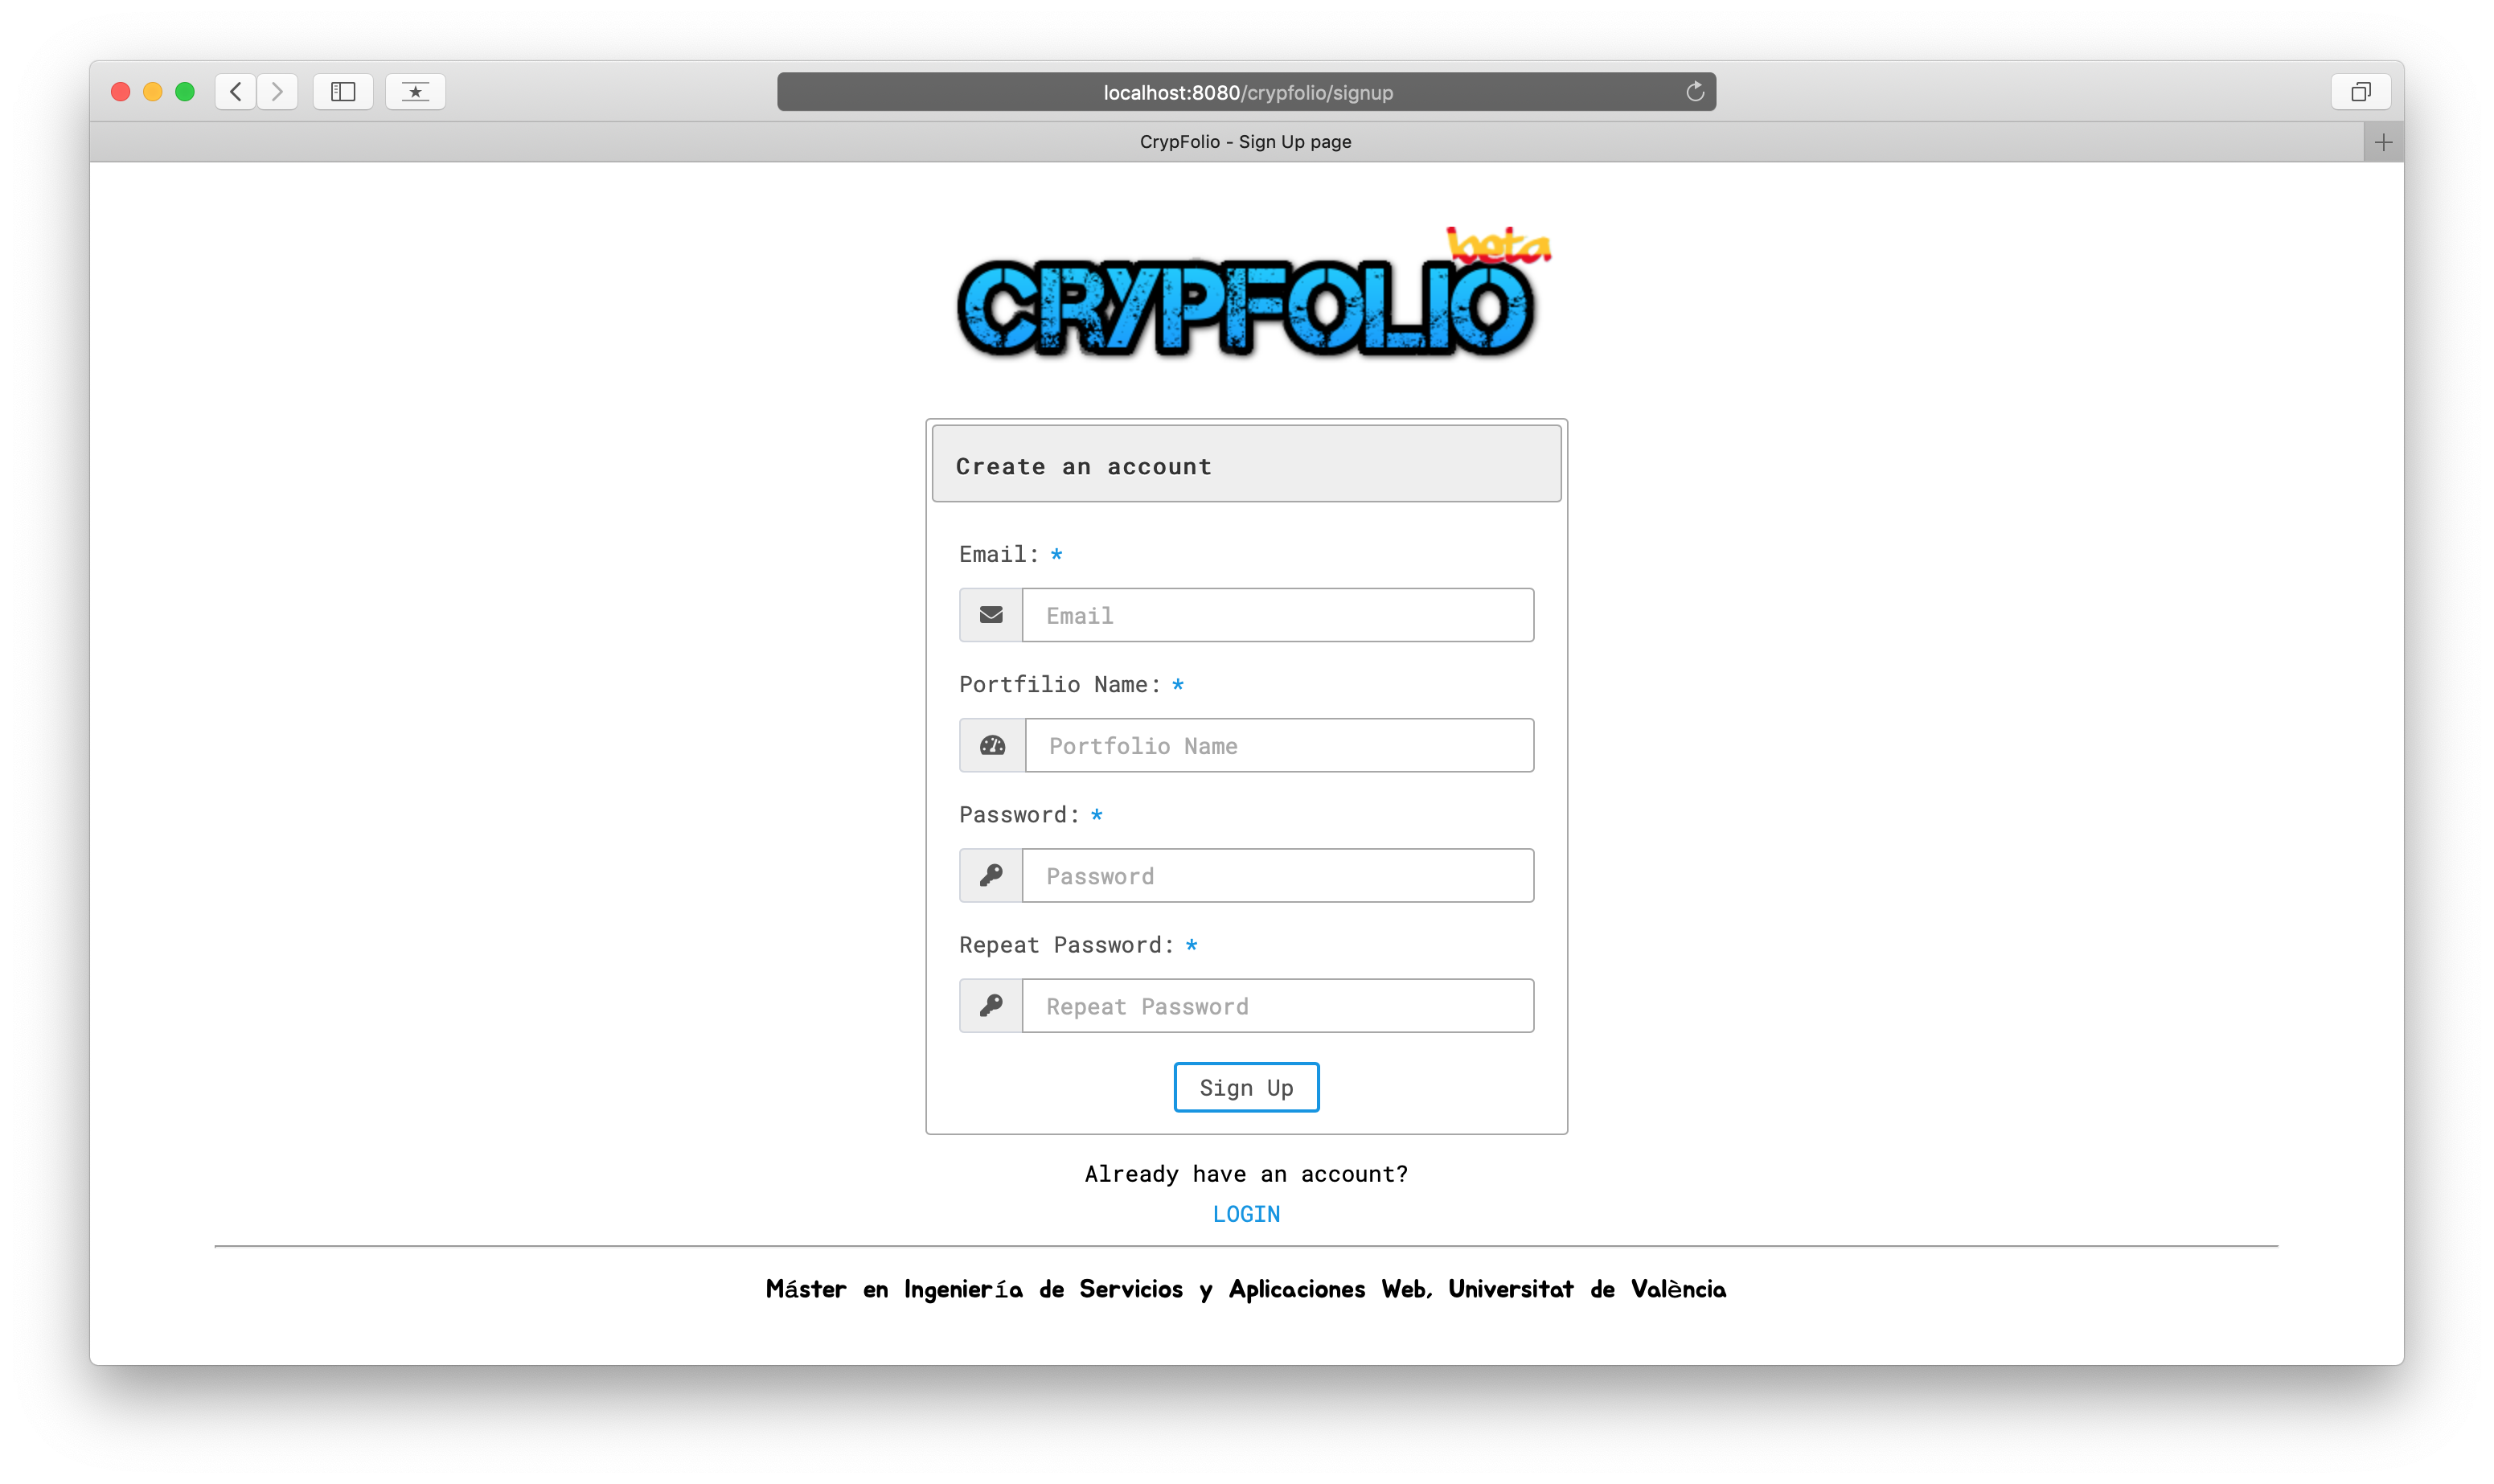 localhost:8080/crypfolio/signup
CrypFolio - Sign Up page
beta
CRYPFOLIO
Create an account
Email: *
Email
Portfilio Name: *
Portfolio Name
Password: *
Password
Repeat Password: *
Repeat Password
Sign Up
Already have an account?
LOGIN
Máster en Ingeniería de Servicios y Aplicaciones Web, Universitat de València